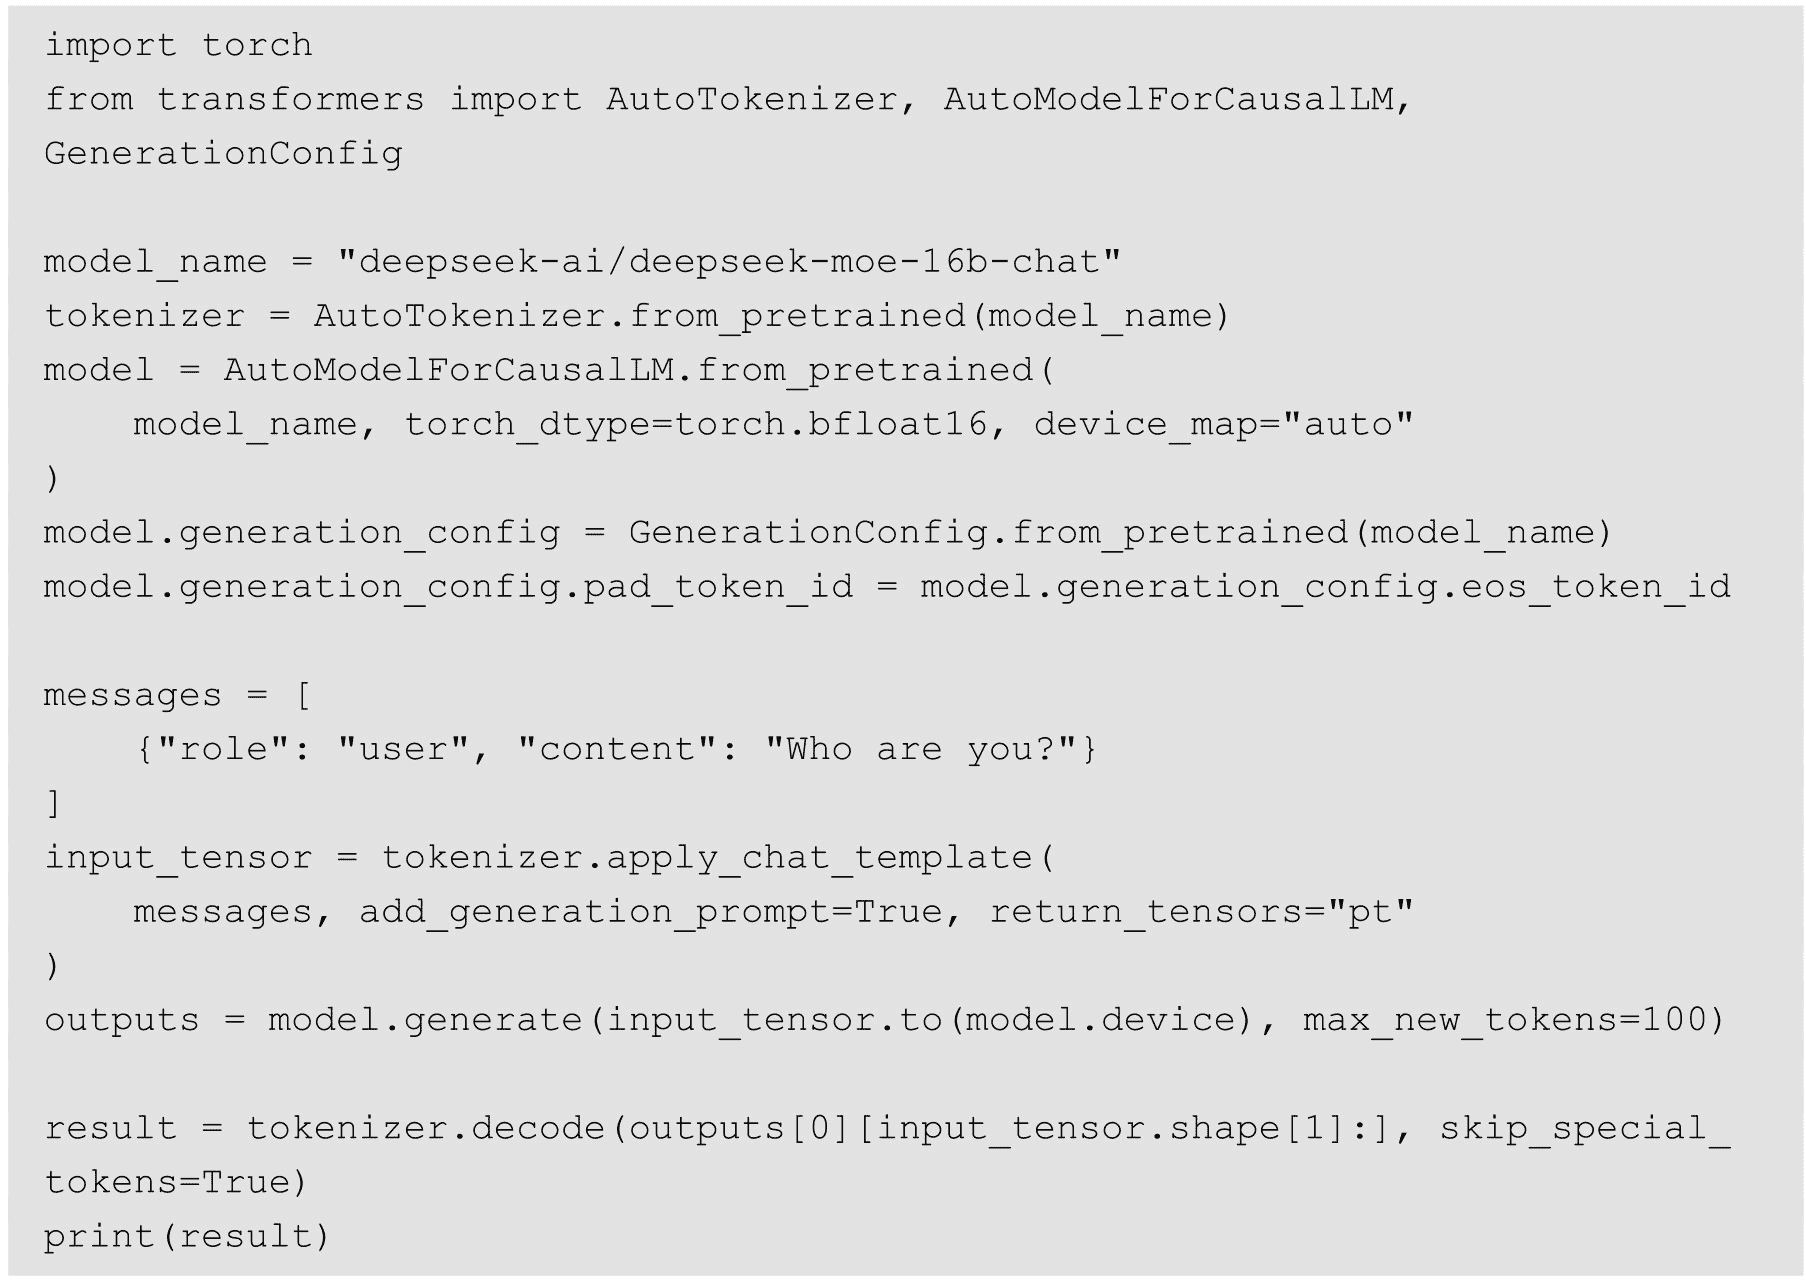 import torch
from transformers import AutoTokenizer, AutoModelForCausalLM,
GenerationConfig

model_name = "deepseek-ai/deepseek-moe-16b-chat"
tokenizer = AutoTokenizer.from_pretrained(model_name)
model = AutoModelForCausalLM.from_pretrained(
    model_name, torch_dtype=torch.bfloat16, device_map="auto"
)
model.generation_config = GenerationConfig.from_pretrained(model_name)
model.generation_config.pad_token_id = model.generation_config.eos_token_id

messages = [
    {"role": "user", "content": "Who are you?"}
]
input_tensor = tokenizer.apply_chat_template(
    messages, add_generation_prompt=True, return_tensors="pt"
)
outputs = model.generate(input_tensor.to(model.device), max_new_tokens=100)

result = tokenizer.decode(outputs[0][input_tensor.shape[1]:], skip_special_
tokens=True)
print(result)